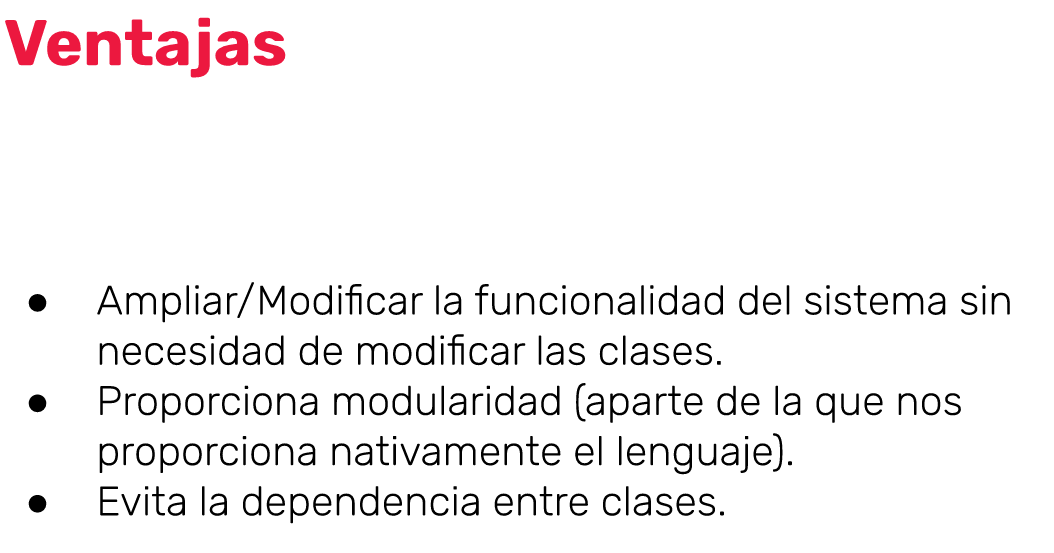 Ventajas
● Ampliar/Modificar la funcionalidad del sistema sin
necesidad de modificar las clases.
● Proporciona modularidad (aparte de la que nos
proporciona nativamente el lenguaje).
● Evita la dependencia entre clases.